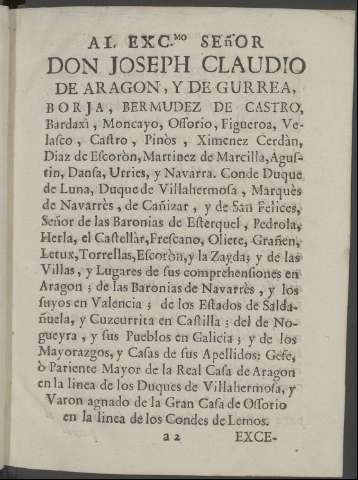 AL EXC.MO SEñOR
DON JOSEPH CLAUDIO
DE ARAGON, Y DE GURREA,
BORJA, BERMUDEZ DE CASTRO,
Bardaxì, Moncayo, Ossorio, Figueroa, Ve-
lasco, Castro, Pinòs, Ximenez Cerdàn,
Diaz de Escoròn, Martinez de Marcilla, Agus-
tin, Dansa, Urries, y Navarra. Conde Duque
de Luna, Duque de Villahermosa, Marquès
de Navarrès, de Cañizar, y de San Felices,
Señor de las Baronias de Esterquel, Pedrola,
Herla, el Castellàr, Frescano, Oliete, Grañen,
Letux, Torrellas, Escoròn, y la Zayda; y de las
Villas, y Lugares de sus comprehensiones en
Aragon; de las Baronias de Navarrès, y los
suyos en Valencia; de los Estados de Salda-
ñuela, y Cuzcurrita en Castilla; del de No-
gueyra, y sus Pueblos en Galicia; y de los
Mayorazgos, y Casas de sus Apellidos: Gefe,
ò Pariente Mayor de la Real Casa de Aragon
en la linea de los Duques de Villahermosa, y
Varon agnado de la Gran Casa de Ossorio
en la linea de los Condes de Lemos.
a 2 EXCE-